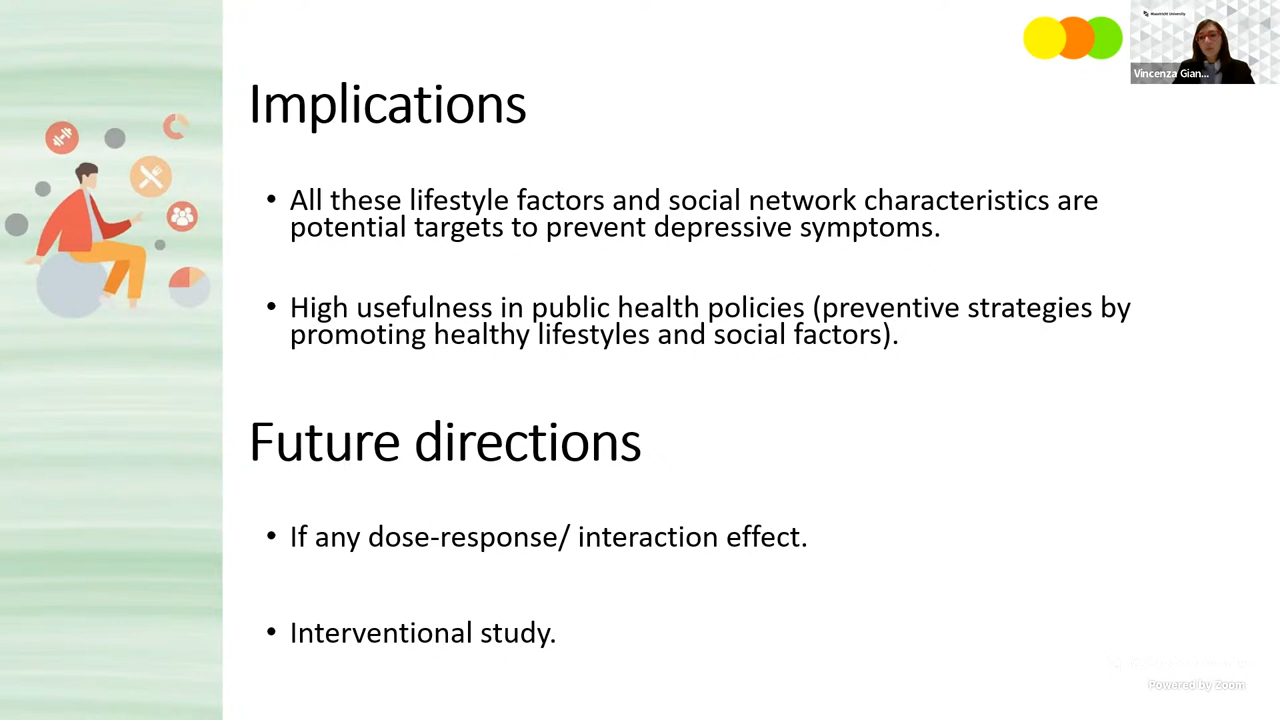 Maastricht University
Vincenza Gian...
Implications
• All these lifestyle factors and social network characteristics are
potential targets to prevent depressive symptoms.
• High usefulness in public health policies (preventive strategies by
promoting healthy lifestyles and social factors).
Future directions
• If any dose-response/ interaction effect.
• Interventional study.
Powered by Zoom